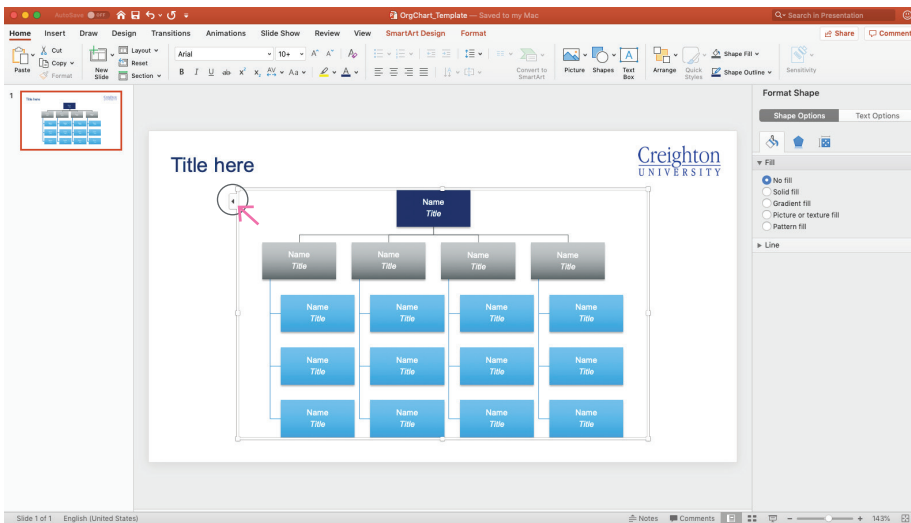 AutoSave OFF OrgChart_Template — Saved to my Mac Search in Presentation
Home Insert Draw Design Transitions Animations Slide Show Review View SmartArt Design Format Share Comment
Paste Cut Copy Format New Slide Layout Reset Section Arial 10+ Convert to SmartArt Picture Shapes Text Box Arrange Quick Styles Shape Fill Shape Outline Sensitivity
1
Title here
Creighton
UNIVERSITY
Name
Title
Name Name Name Name
Title Title Title Title
Name Name Name Name
Title Title Title Title
Name Name Name Name
Title Title Title Title
Name Name Name Name
Title Title Title Title
Format Shape
Shape Options Text Options
Fill
No fill
Solid fill
Gradient fill
Picture or texture fill
Pattern fill
Line
Slide 1 of 1 English (United States) Notes Comments 143%